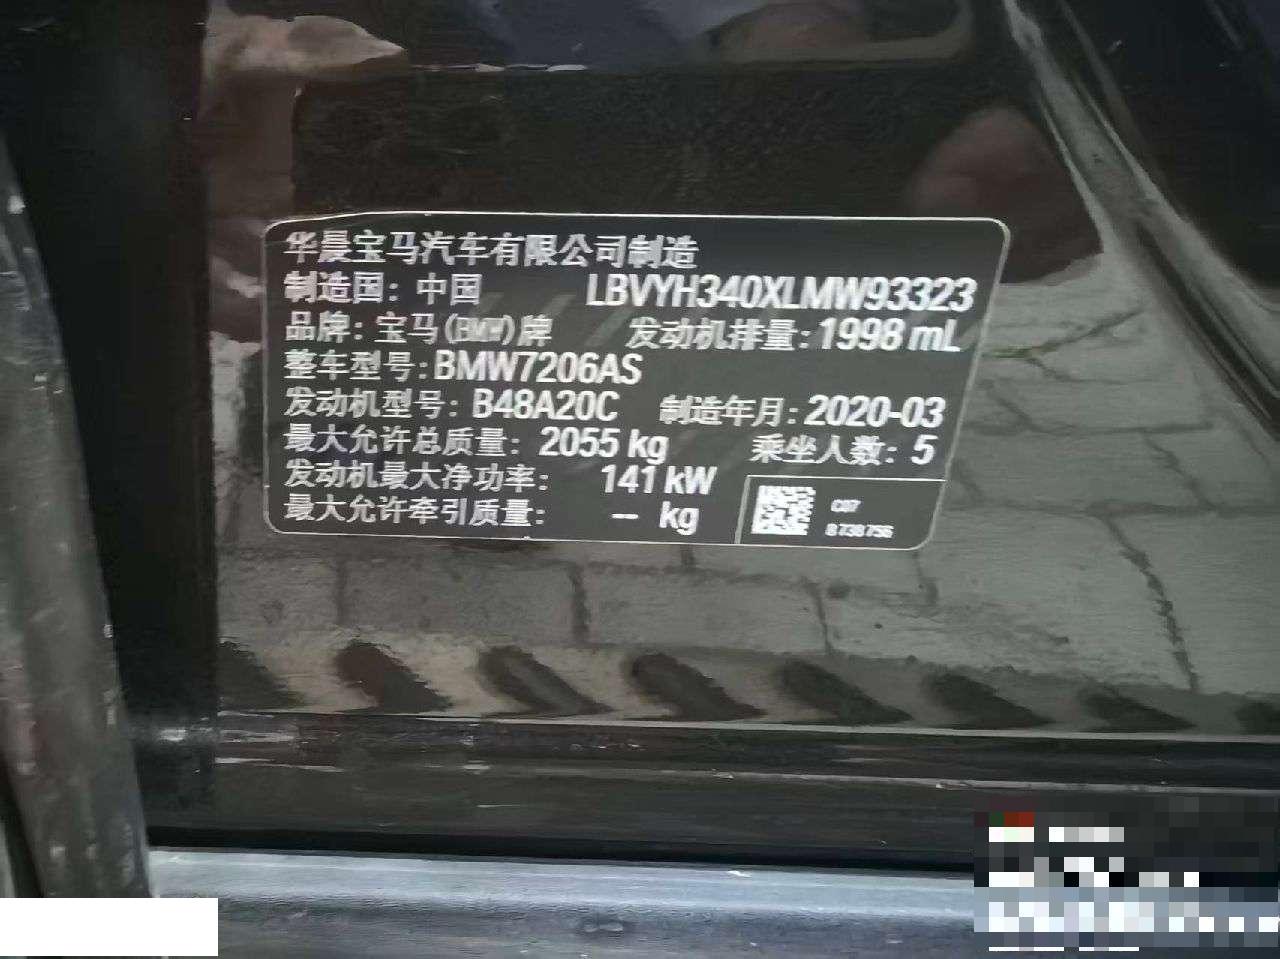 华晨宝马汽车有限公司制造
制造国：中国 LBVYH340XLMW93323
品牌：宝马(BMW)牌 发动机排量：1998 mL
整车型号：BMW7206AS
发动机型号：B48A20C 制造年月：2020-03
最大允许总质量：2055 kg 乘坐人数：5
发动机最大净功率：141 kW
最大允许牵引质量：-- kg
C07
8738756